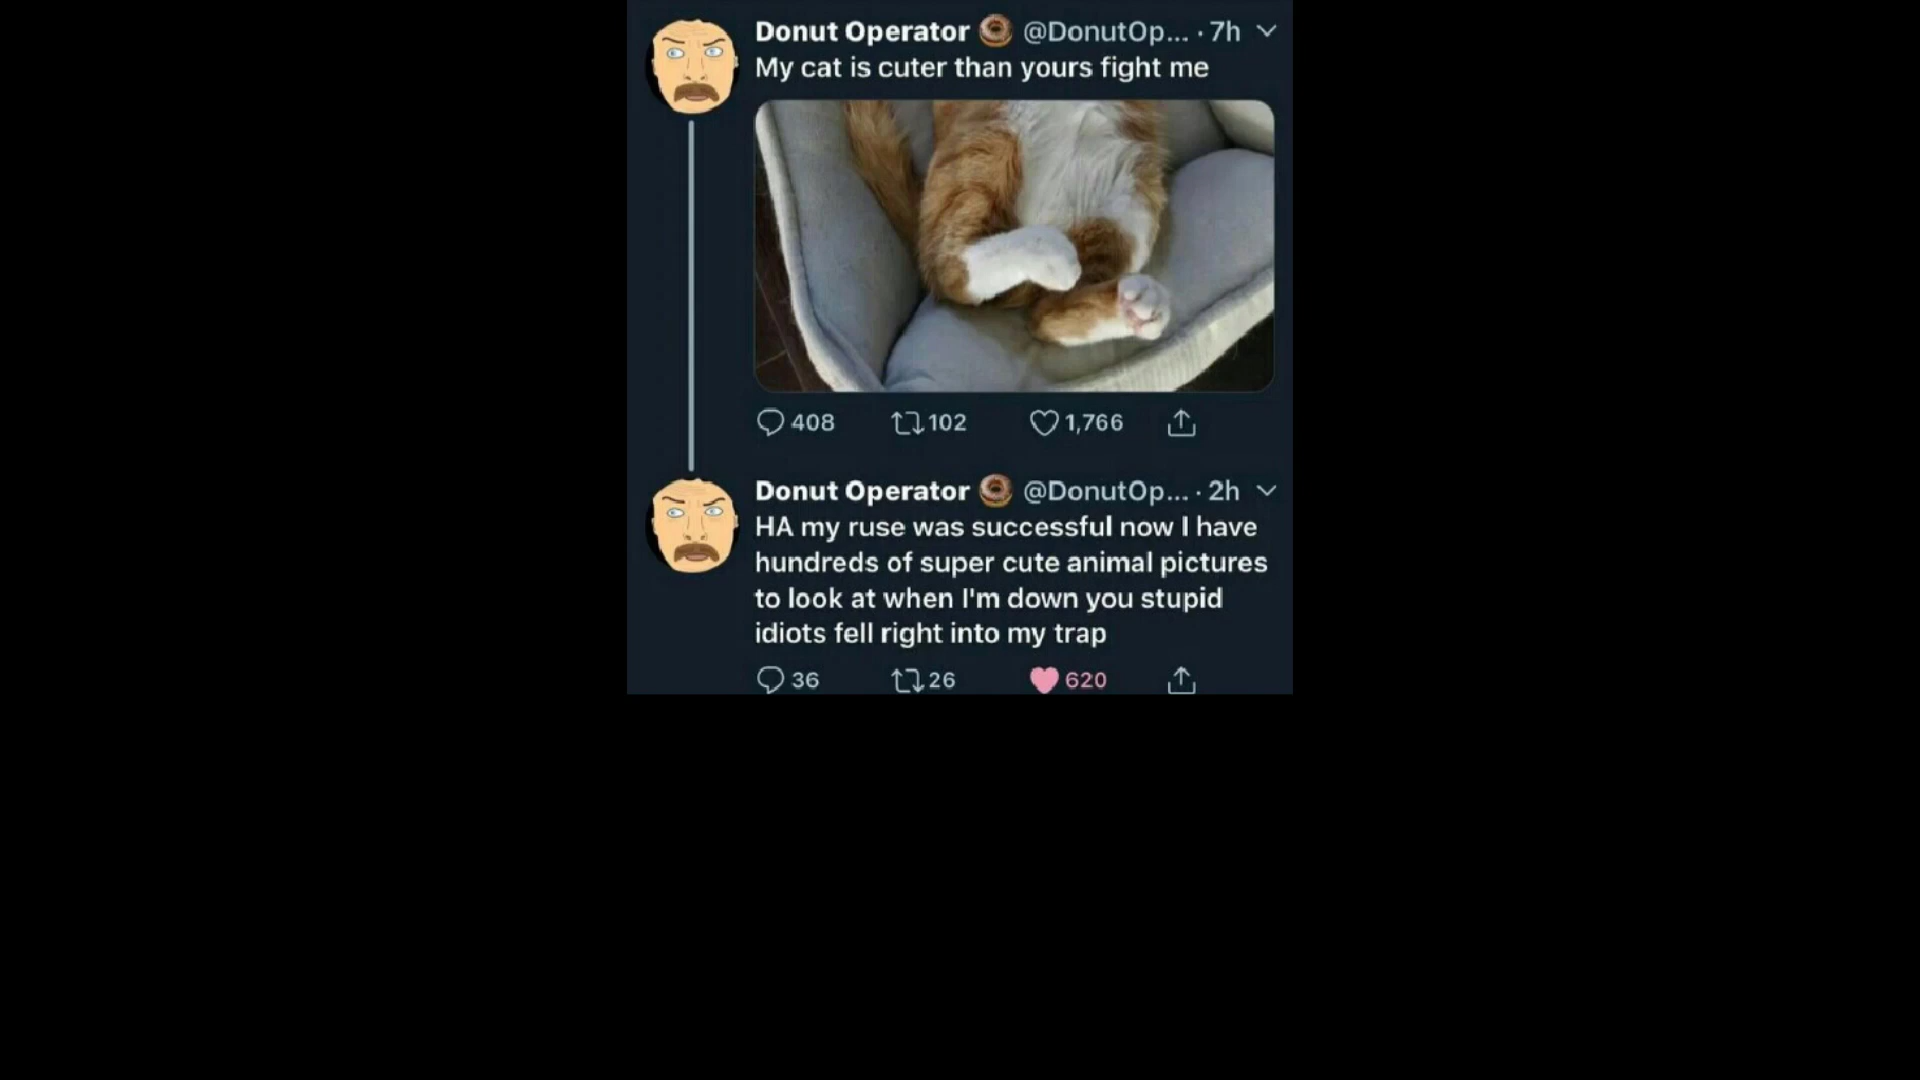 Donut Operator 🍩 @DonutOp... · 7h
My cat is cuter than yours fight me
408 102 1,766
Donut Operator 🍩 @DonutOp... · 2h
HA my ruse was successful now I have
hundreds of super cute animal pictures
to look at when I'm down you stupid
idiots fell right into my trap
36 26 620